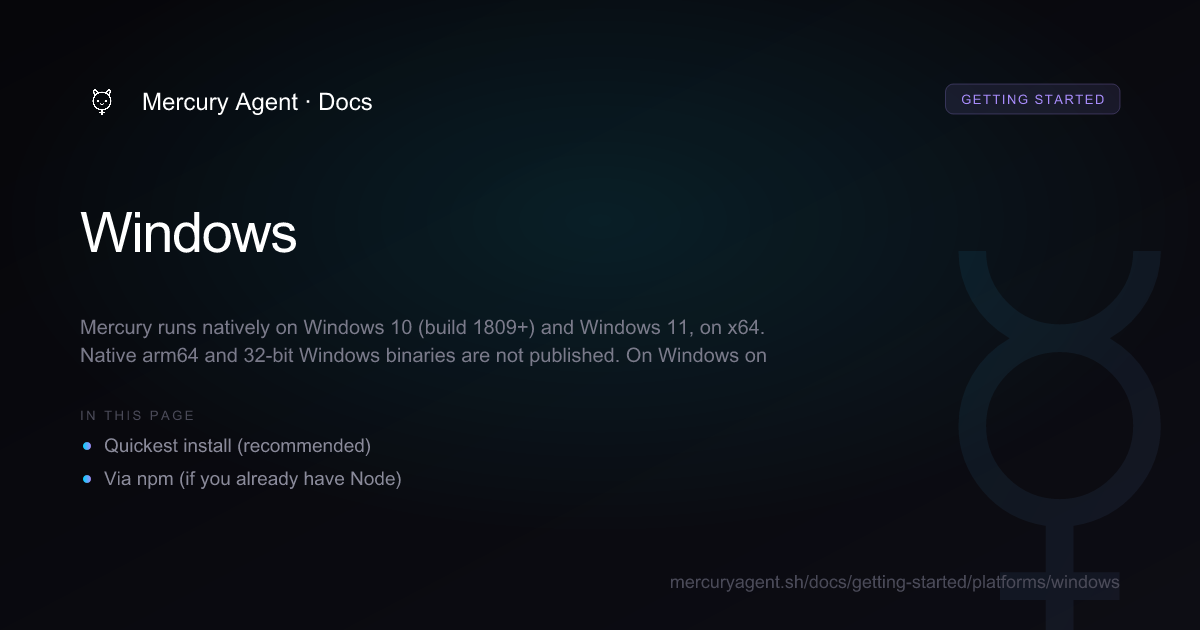 Mercury Agent · Docs
GETTING STARTED
Windows
Mercury runs natively on Windows 10 (build 1809+) and Windows 11, on x64.
Native arm64 and 32-bit Windows binaries are not published. On Windows on
IN THIS PAGE
Quickest install (recommended)
Via npm (if you already have Node)
mercuryagent.sh/docs/getting-started/platforms/windows